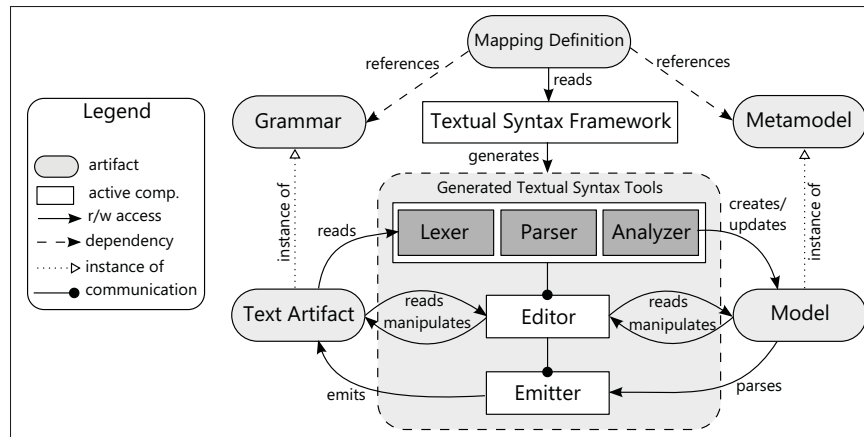 Mapping Definition
references
references
reads
Legend
Grammar
Textual Syntax Framework
Metamodel
generates
artifact
active comp.
r/w access
dependency
instance of
communication
Generated Textual Syntax Tools
instance of
reads
Lexer
Parser
Analyzer
creates/
updates
instance of
Text Artifact
reads
manipulates
Editor
reads
manipulates
Model
emits
Emitter
parses